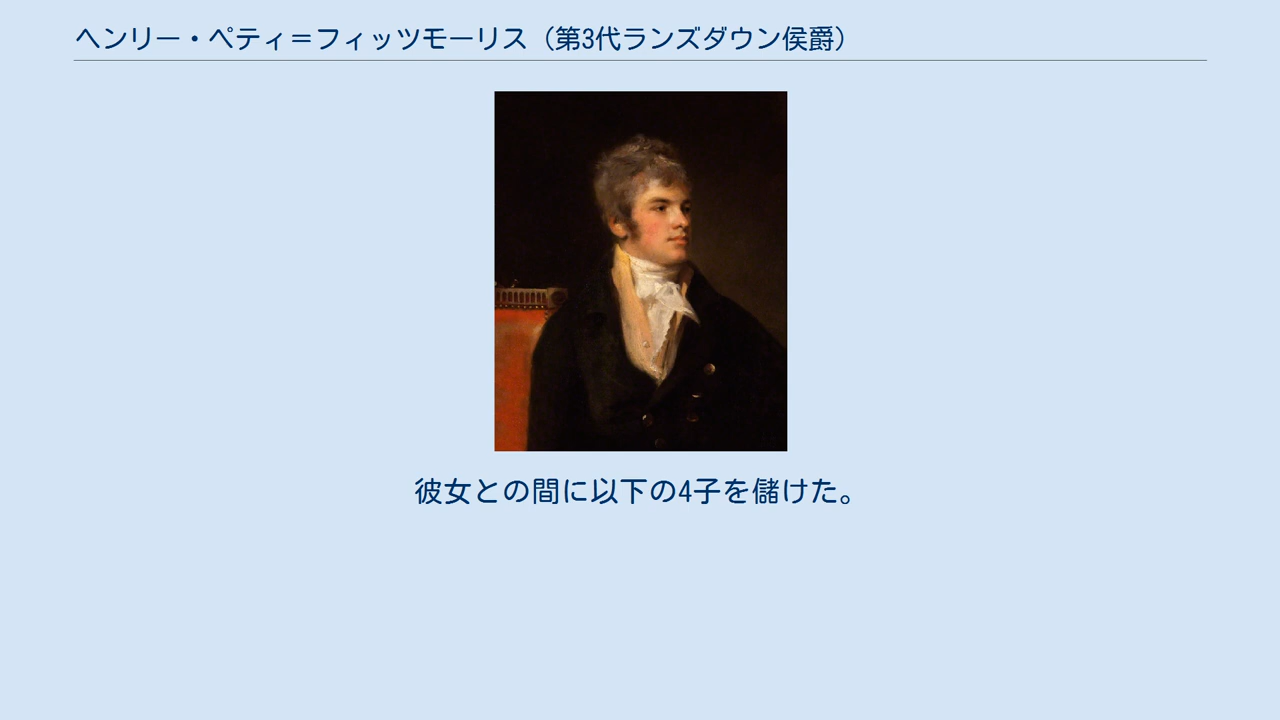 ヘンリー・ペティ＝フィッツモーリス（第3代ランズダウン侯爵）
彼女との間に以下の4子を儲けた。